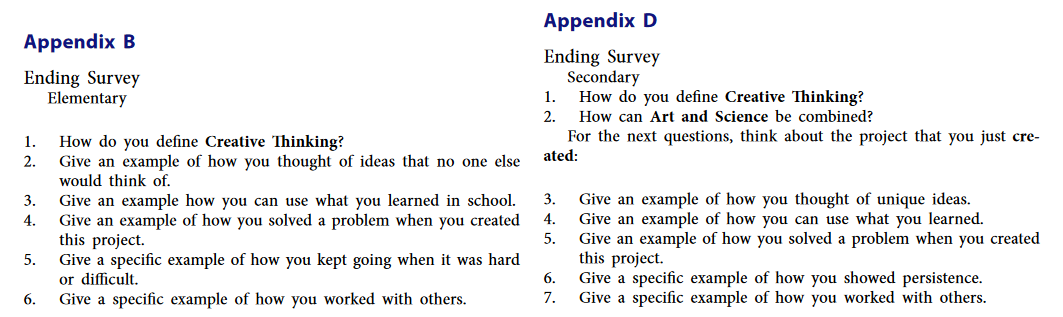 Appendix B
Ending Survey
Elementary
1. How do you define Creative Thinking?
2. Give an example of how you thought of ideas that no one else
would think of.
3. Give an example how you can use what you learned in school.
4. Give an example of how you solved a problem when you created
this project.
5. Give a specific example of how you kept going when it was hard
or difficult.
6. Give a specific example of how you worked with others.
Appendix D
Ending Survey
Secondary
1. How do you define Creative Thinking?
2. How can Art and Science be combined?
For the next questions, think about the project that you just cre-
ated:
3. Give an example of how you thought of unique ideas.
4. Give an example of how you can use what you learned.
5. Give an example of how you solved a problem when you created
this project.
6. Give a specific example of how you showed persistence.
7. Give a specific example of how you worked with others.